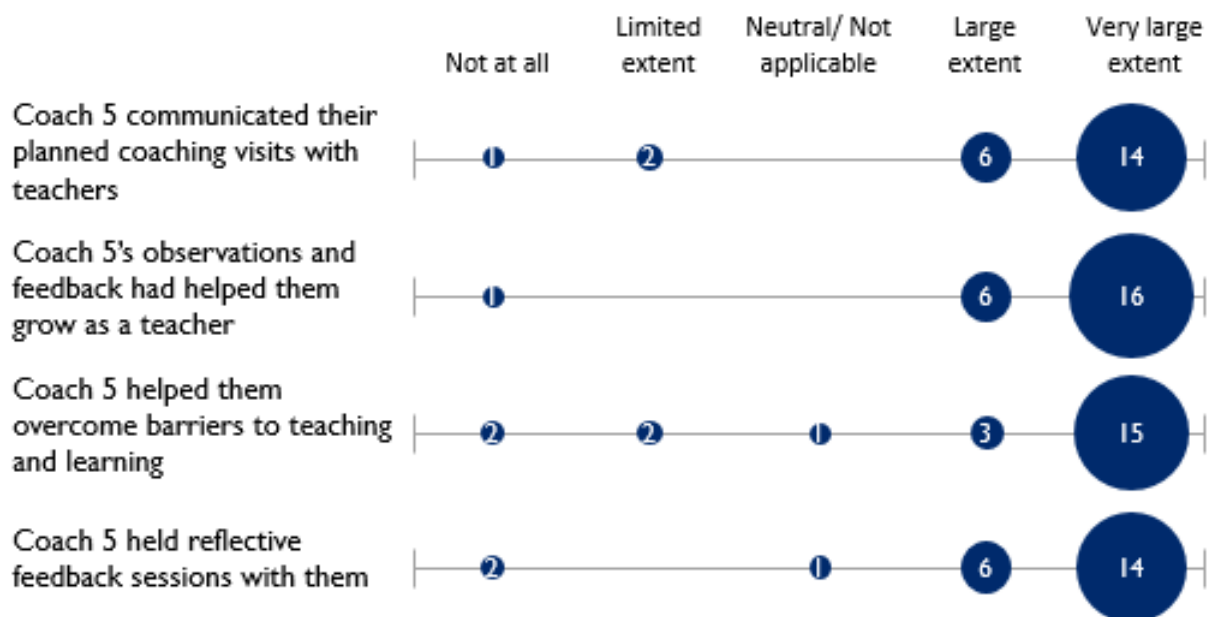 Not at all
Limited
extent
Neutral/ Not
applicable
Large
extent
Very large
extent
Coach 5 communicated their
planned coaching visits with
teachers
1
2
6
14
Coach 5's observations and
feedback had helped them
grow as a teacher
1
6
16
Coach 5 helped them
overcome barriers to teaching
and learning
2
2
1
3
15
Coach 5 held reflective
feedback sessions with them
2
1
6
14